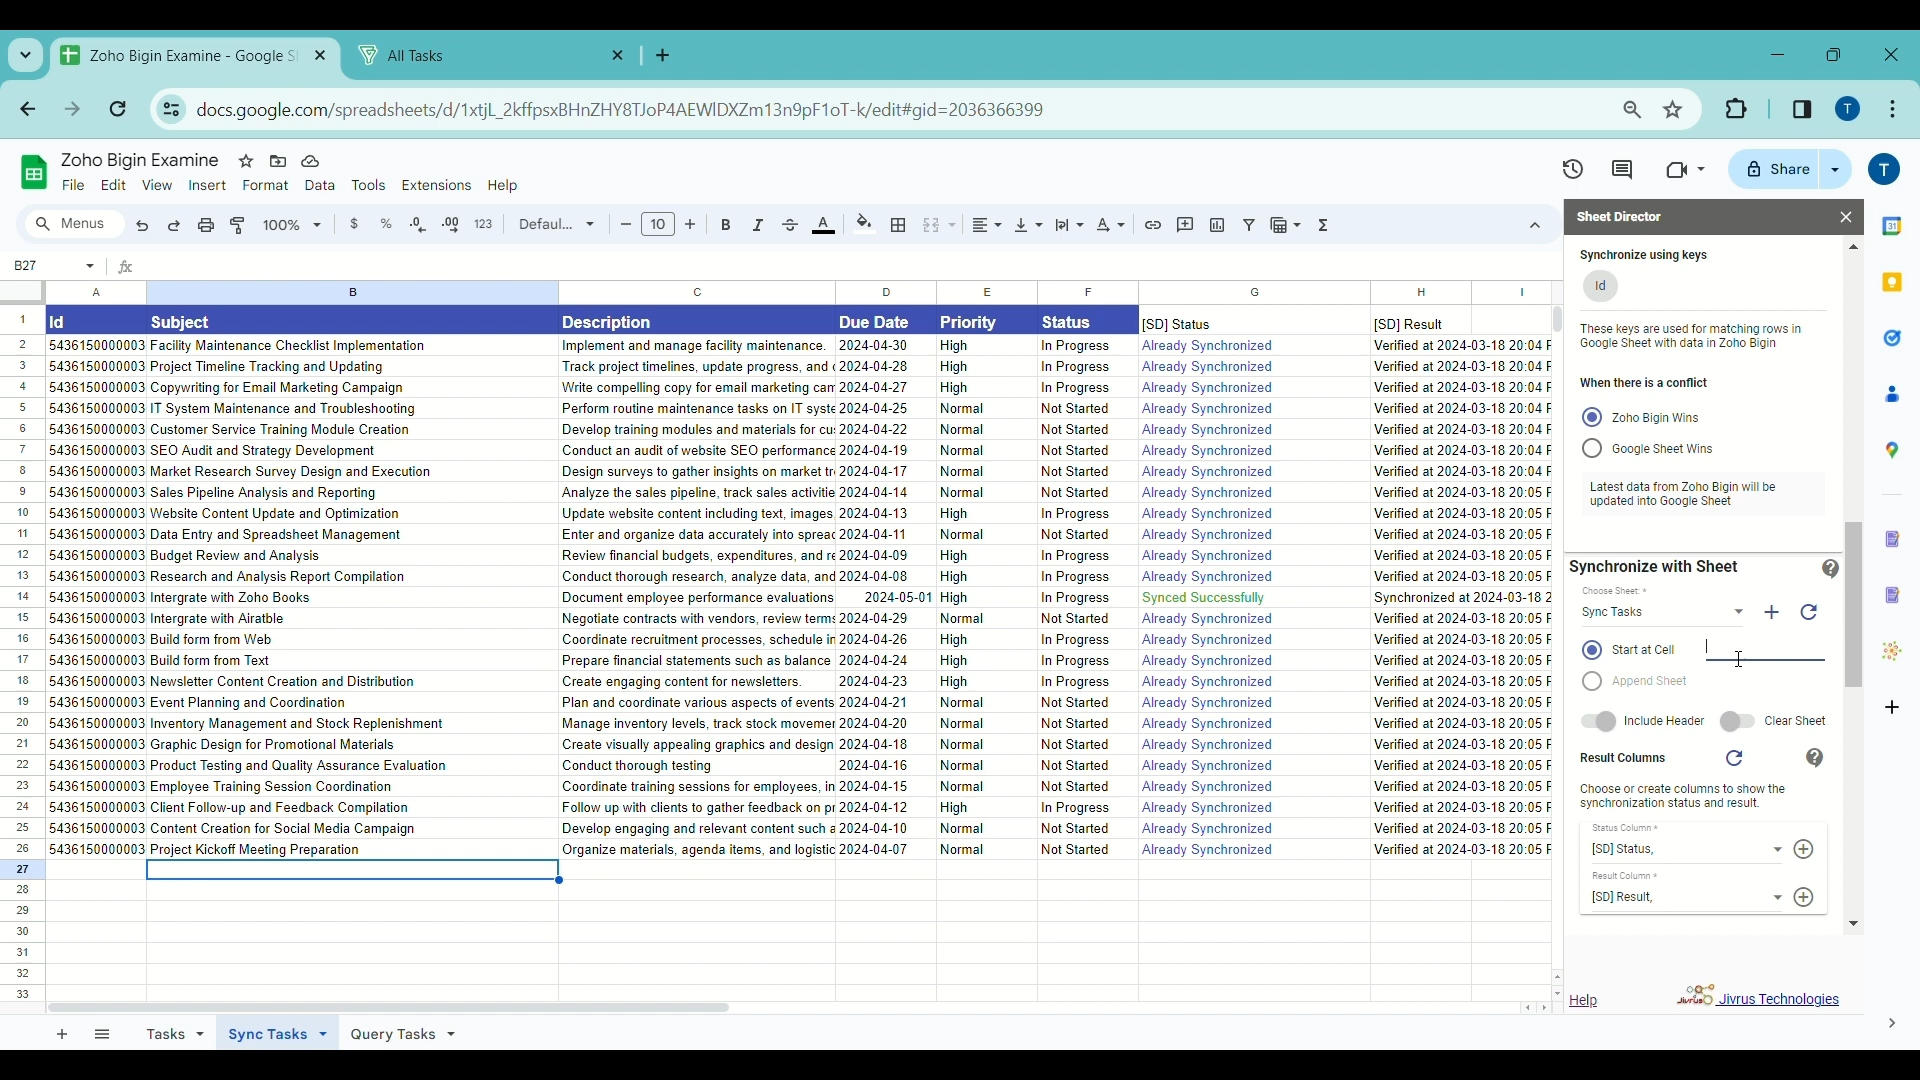 Zoho Bigin Examine - Google S
All Tasks
docs.google.com/spreadsheets/d/1xtjL_2kffpsxBHnZHY8TJoP4AEWlDXZm13n9pF1oT-k/edit#gid=2036366399
T
Zoho Bigin Examine
File Edit View Insert Format Data Tools Extensions Help
Share
T
Menus 100% $ % .0 .00 123 Defaul... 10 B I A
B27 fx
A B C D E F G H I
1 Id Subject Description Due Date Priority Status [SD] Status [SD] Result
2 5436150000003 Facility Maintenance Checklist Implementation Implement and manage facility maintenance. 2024-04-30 High In Progress Already Synchronized Verified at 2024-03-18 20:04 F
3 5436150000003 Project Timeline Tracking and Updating Track project timelines, update progress, and c 2024-04-28 High In Progress Already Synchronized Verified at 2024-03-18 20:04 F
4 5436150000003 Copywriting for Email Marketing Campaign Write compelling copy for email marketing cam 2024-04-27 High In Progress Already Synchronized Verified at 2024-03-18 20:04 F
5 5436150000003 IT System Maintenance and Troubleshooting Perform routine maintenance tasks on IT syste 2024-04-25 Normal Not Started Already Synchronized Verified at 2024-03-18 20:04 F
6 5436150000003 Customer Service Training Module Creation Develop training modules and materials for cu 2024-04-22 Normal Not Started Already Synchronized Verified at 2024-03-18 20:04 F
7 5436150000003 SEO Audit and Strategy Development Conduct an audit of website SEO performance 2024-04-19 Normal Not Started Already Synchronized Verified at 2024-03-18 20:04 F
8 5436150000003 Market Research Survey Design and Execution Design surveys to gather insights on market tr 2024-04-17 Normal Not Started Already Synchronized Verified at 2024-03-18 20:04 F
9 5436150000003 Sales Pipeline Analysis and Reporting Analyze the sales pipeline, track sales activitie 2024-04-14 Normal Not Started Already Synchronized Verified at 2024-03-18 20:05 F
10 5436150000003 Website Content Update and Optimization Update website content including text, images 2024-04-13 High In Progress Already Synchronized Verified at 2024-03-18 20:05 F
11 5436150000003 Data Entry and Spreadsheet Management Enter and organize data accurately into spread 2024-04-11 Normal Not Started Already Synchronized Verified at 2024-03-18 20:05 F
12 5436150000003 Budget Review and Analysis Review financial budgets, expenditures, and re 2024-04-09 High In Progress Already Synchronized Verified at 2024-03-18 20:05 F
13 5436150000003 Research and Analysis Report Compilation Conduct thorough research, analyze data, and 2024-04-08 High In Progress Already Synchronized Verified at 2024-03-18 20:05 F
14 5436150000003 Intergrate with Zoho Books Document employee performance evaluations 2024-05-01 High In Progress Synced Successfully Synchronized at 2024-03-18 2
15 5436150000003 Intergrate with Airatble Negotiate contracts with vendors, review terms 2024-04-29 Normal Not Started Already Synchronized Verified at 2024-03-18 20:05 F
16 5436150000003 Build form from Web Coordinate recruitment processes, schedule in 2024-04-26 High In Progress Already Synchronized Verified at 2024-03-18 20:05 F
17 5436150000003 Build form from Text Prepare financial statements such as balance 2024-04-24 High In Progress Already Synchronized Verified at 2024-03-18 20:05 F
18 5436150000003 Newsletter Content Creation and Distribution Create engaging content for newsletters. 2024-04-23 High In Progress Already Synchronized Verified at 2024-03-18 20:05 F
19 5436150000003 Event Planning and Coordination Plan and coordinate various aspects of events 2024-04-21 Normal Not Started Already Synchronized Verified at 2024-03-18 20:05 F
20 5436150000003 Inventory Management and Stock Replenishment Manage inventory levels, track stock movemen 2024-04-20 Normal Not Started Already Synchronized Verified at 2024-03-18 20:05 F
21 5436150000003 Graphic Design for Promotional Materials Create visually appealing graphics and design 2024-04-18 Normal Not Started Already Synchronized Verified at 2024-03-18 20:05 F
22 5436150000003 Product Testing and Quality Assurance Evaluation Conduct thorough testing 2024-04-16 Normal Not Started Already Synchronized Verified at 2024-03-18 20:05 F
23 5436150000003 Employee Training Session Coordination Coordinate training sessions for employees, in 2024-04-15 Normal Not Started Already Synchronized Verified at 2024-03-18 20:05 F
24 5436150000003 Client Follow-up and Feedback Compilation Follow up with clients to gather feedback on pr 2024-04-12 High In Progress Already Synchronized Verified at 2024-03-18 20:05 F
25 5436150000003 Content Creation for Social Media Campaign Develop engaging and relevant content such a 2024-04-10 Normal Not Started Already Synchronized Verified at 2024-03-18 20:05 F
26 5436150000003 Project Kickoff Meeting Preparation Organize materials, agenda items, and logistic 2024-04-07 Normal Not Started Already Synchronized Verified at 2024-03-18 20:05 F
27
28
29
30
31
32
33
Tasks Sync Tasks Query Tasks
Sheet Director
Synchronize using keys
Id
These keys are used for matching rows in
Google Sheet with data in Zoho Bigin
When there is a conflict
Zoho Bigin Wins
Google Sheet Wins
Latest data from Zoho Bigin will be
updated into Google Sheet
Synchronize with Sheet
Choose Sheet: *
Sync Tasks
Start at Cell
Append Sheet
Include Header Clear Sheet
Result Columns
Choose or create columns to show the
synchronization status and result.
Status Column *
[SD] Status,
Result Column *
[SD] Result,
Help Jivrus Jivrus Technologies
31